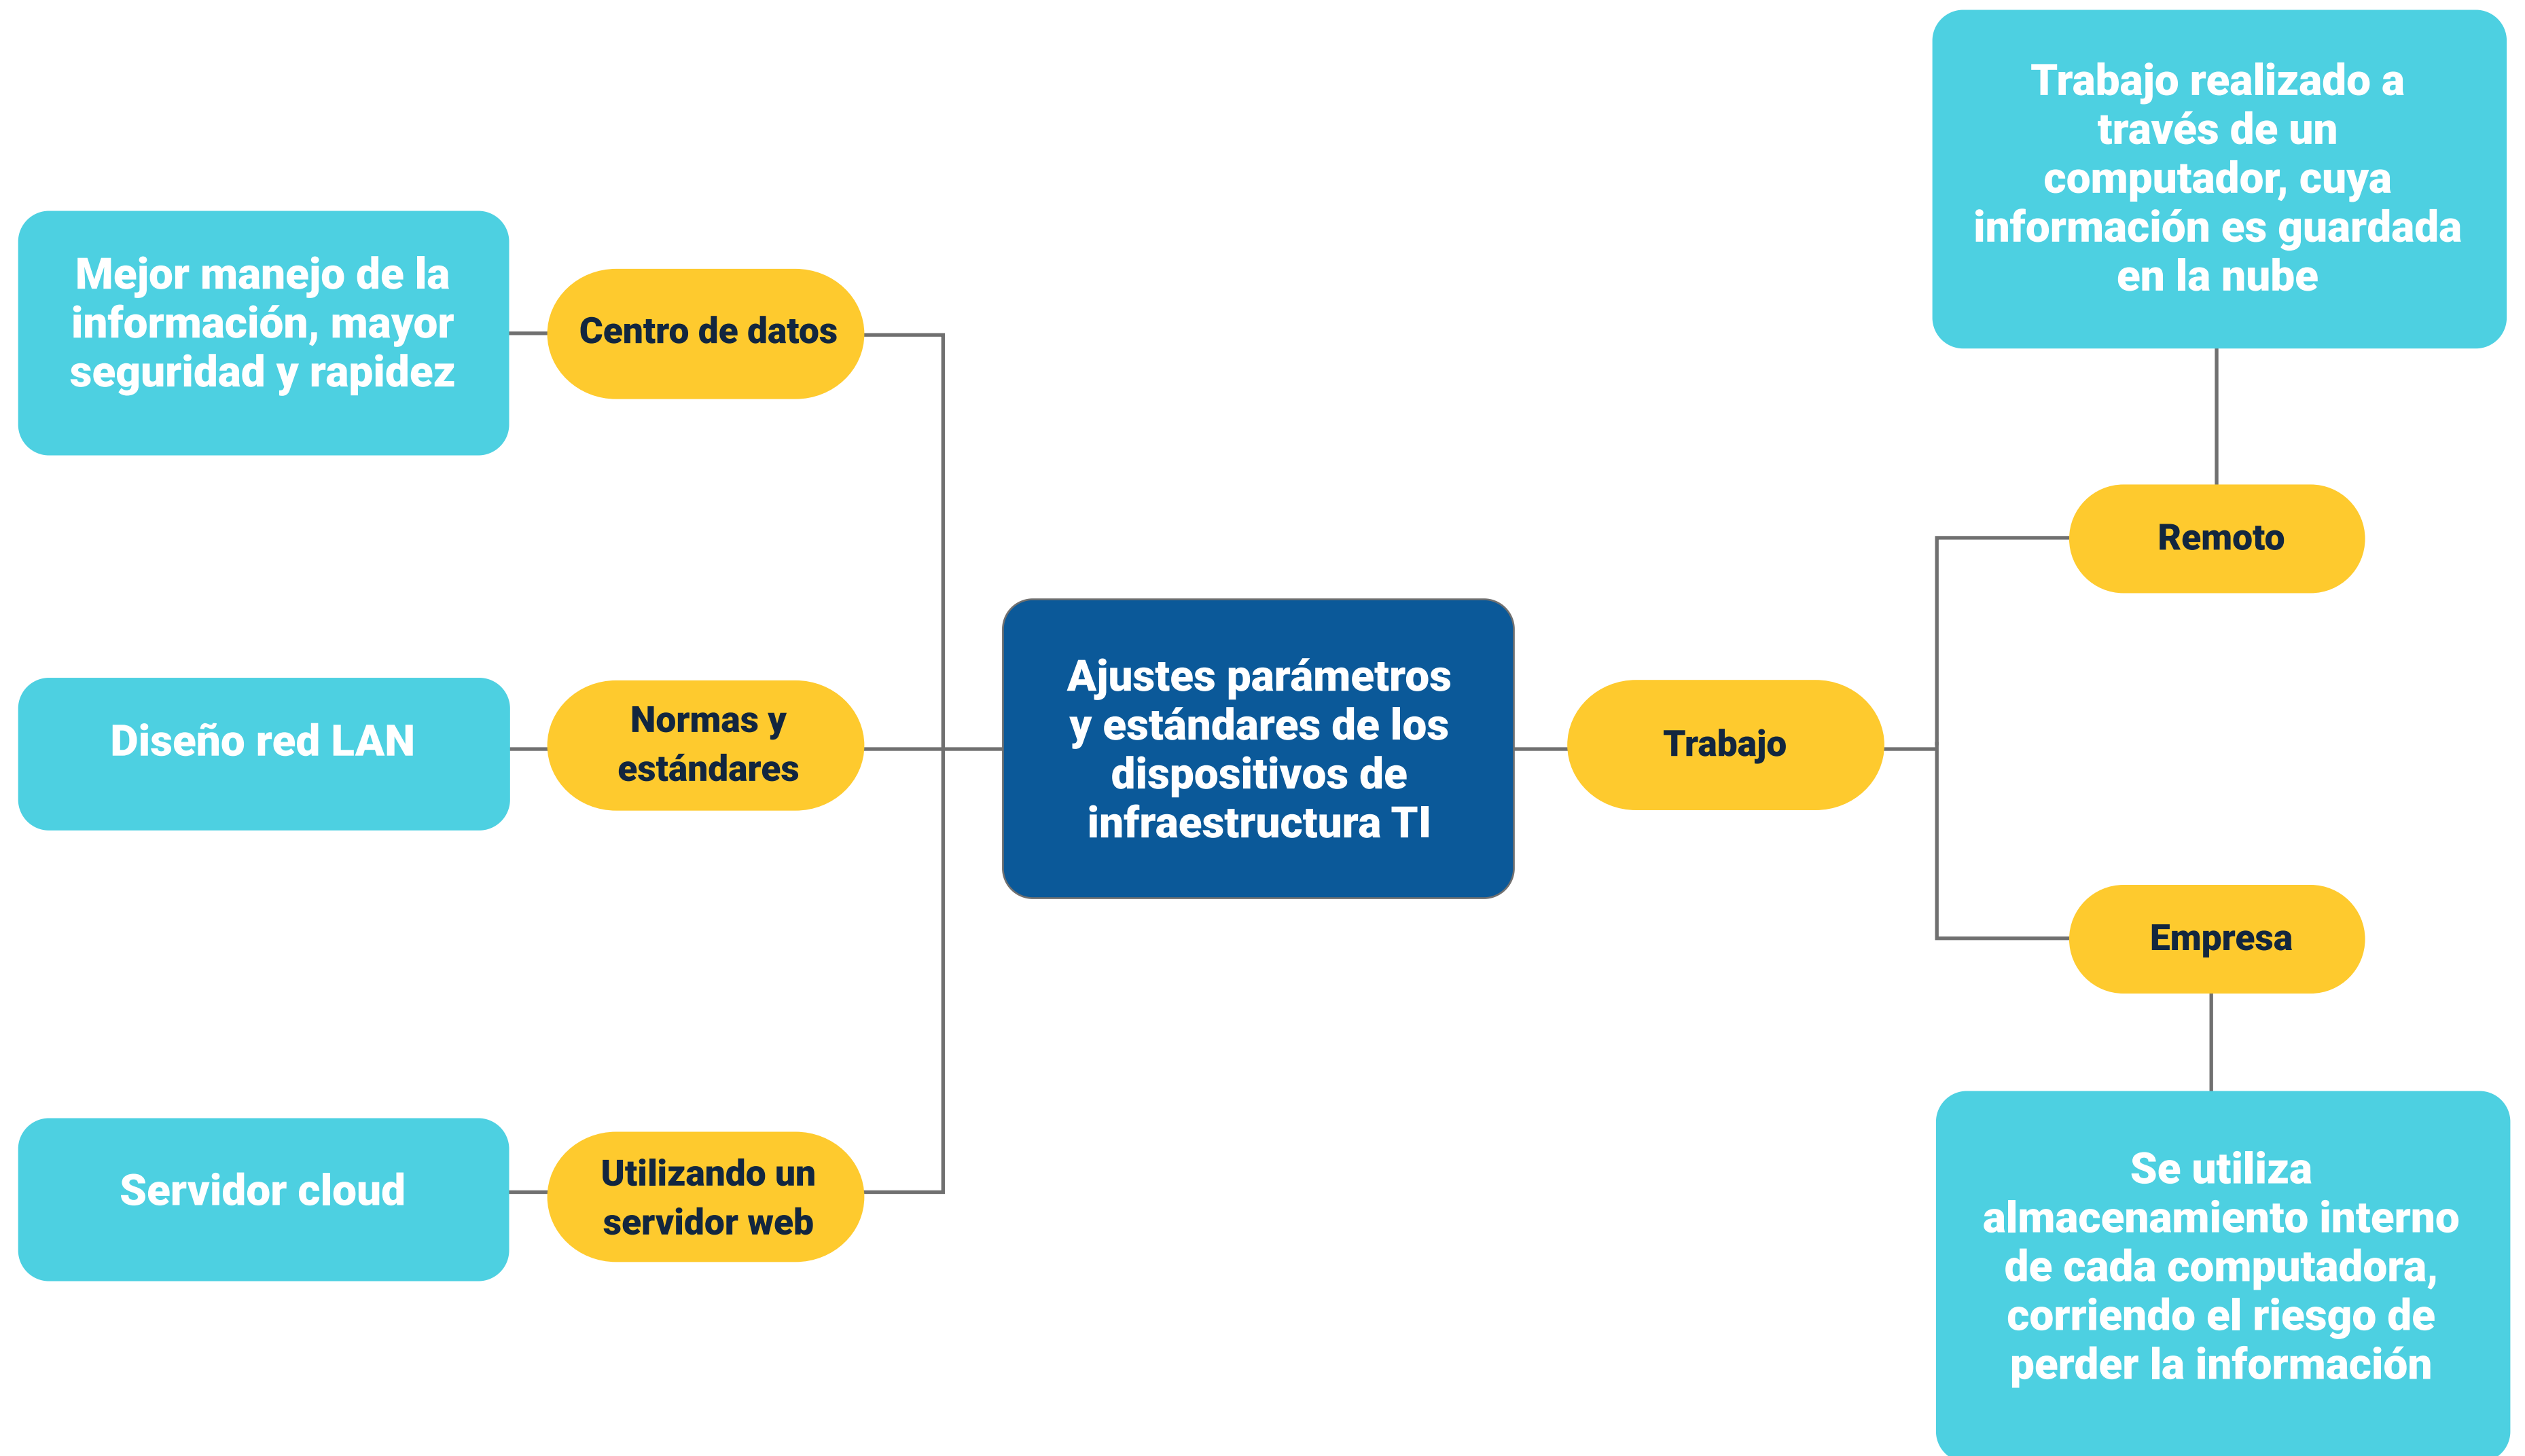 Mejor manejo de la
información, mayor
seguridad y rapidez
Centro de datos
Diseño red LAN
Normas y
estándares
Servidor cloud
Utilizando un
servidor web
Ajustes parámetros
y estándares de los
dispositivos de
infraestructura TI
Trabajo
Remoto
Trabajo realizado a
través de un
computador, cuya
información es guardada
en la nube
Empresa
Se utiliza
almacenamiento interno
de cada computadora,
corriendo el riesgo de
perder la información